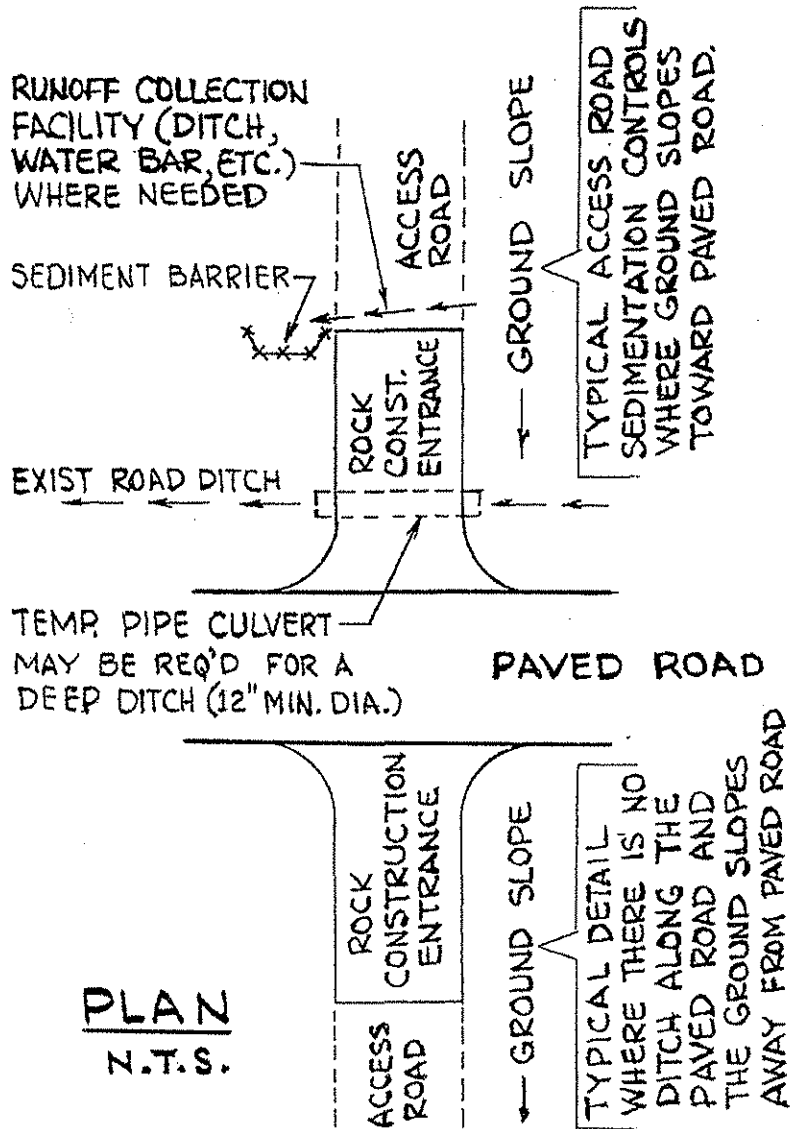 RUNOFF COLLECTION
FACILITY (DITCH,
WATER BAR, ETC.)
WHERE NEEDED
ACCESS
ROAD
GROUND SLOPE
TYPICAL ACCESS ROAD
SEDIMENTATION CONTROLS
WHERE GROUND SLOPES
TOWARD PAVED ROAD.
SEDIMENT BARRIER
ROCK
CONST.
ENTRANCE
EXIST ROAD DITCH
TEMP. PIPE CULVERT
MAY BE REQ'D FOR A
DEEP DITCH (12" MIN. DIA.)
PAVED ROAD
ROCK
CONSTRUCTION
ENTRANCE
GROUND SLOPE
TYPICAL DETAIL
WHERE THERE IS NO
DITCH ALONG THE
PAVED ROAD AND
THE GROUND SLOPES
AWAY FROM PAVED ROAD
PLAN
N.T.S.
ACCESS
ROAD